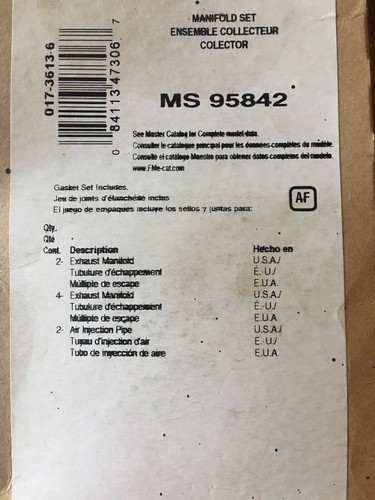 MANIFOLD SET
ENSEMBLE COLLECTEUR
COLECTOR
017-3613-6
0 84113 47306 7
MS 95842
See Master Catalog for Complete model data.
Consulter le catalogue principal pour les données complètes du modèle.
Consulte el catálogo Maestro para obtener datos completos del modelo.
www.FMe-cat.com
Gasket Set Includes.
Jeu de joints d'étanchéité inclus
El juego de empaques incluye los sellos y juntas para:
AF
Qty.
Qté
Cont. Description Hecho en
2- Exhaust Manifold U.S.A./
Tubulure d'échappement É.-U./
Múltiple de escape E.U.A.
4- Exhaust Manifold U.S.A./
Tubulure d'échappement É.-U./
Múltiple de escape E.U.A.
2- Air Injection Pipe U.S.A./
Tuyau d'injection d'air É.-U./
Tubo de inyección de aire E.U.A.